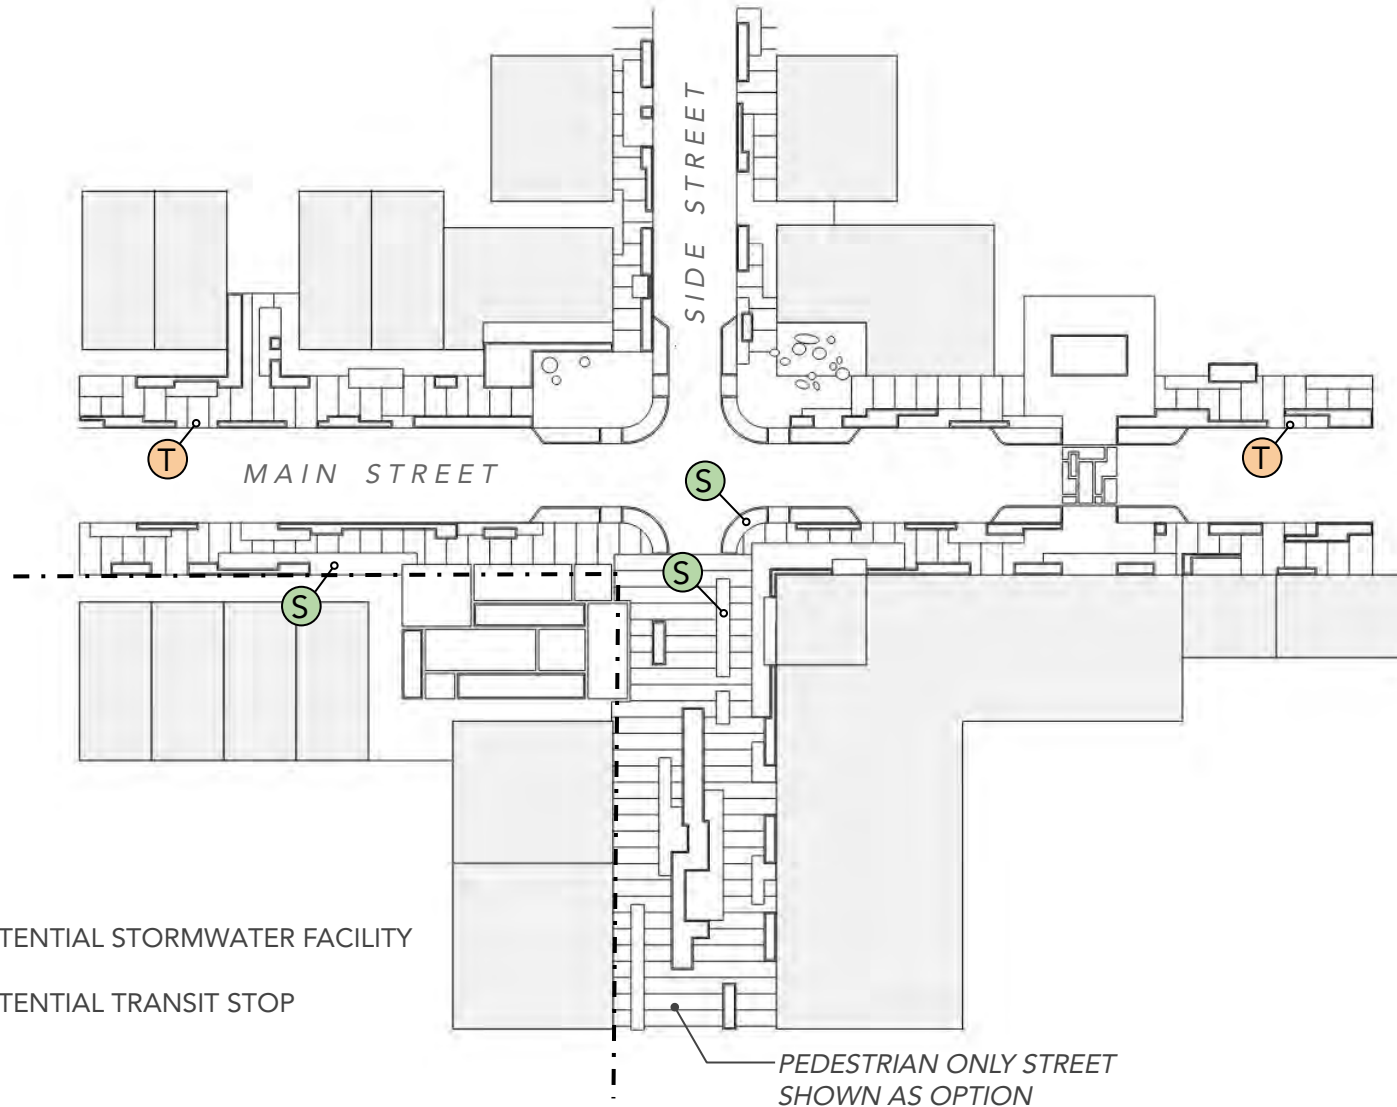 SIDE STREET
T
MAIN STREET
S
T
S
S
TENTIAL STORMWATER FACILITY
TENTIAL TRANSIT STOP
PEDESTRIAN ONLY STREET
SHOWN AS OPTION